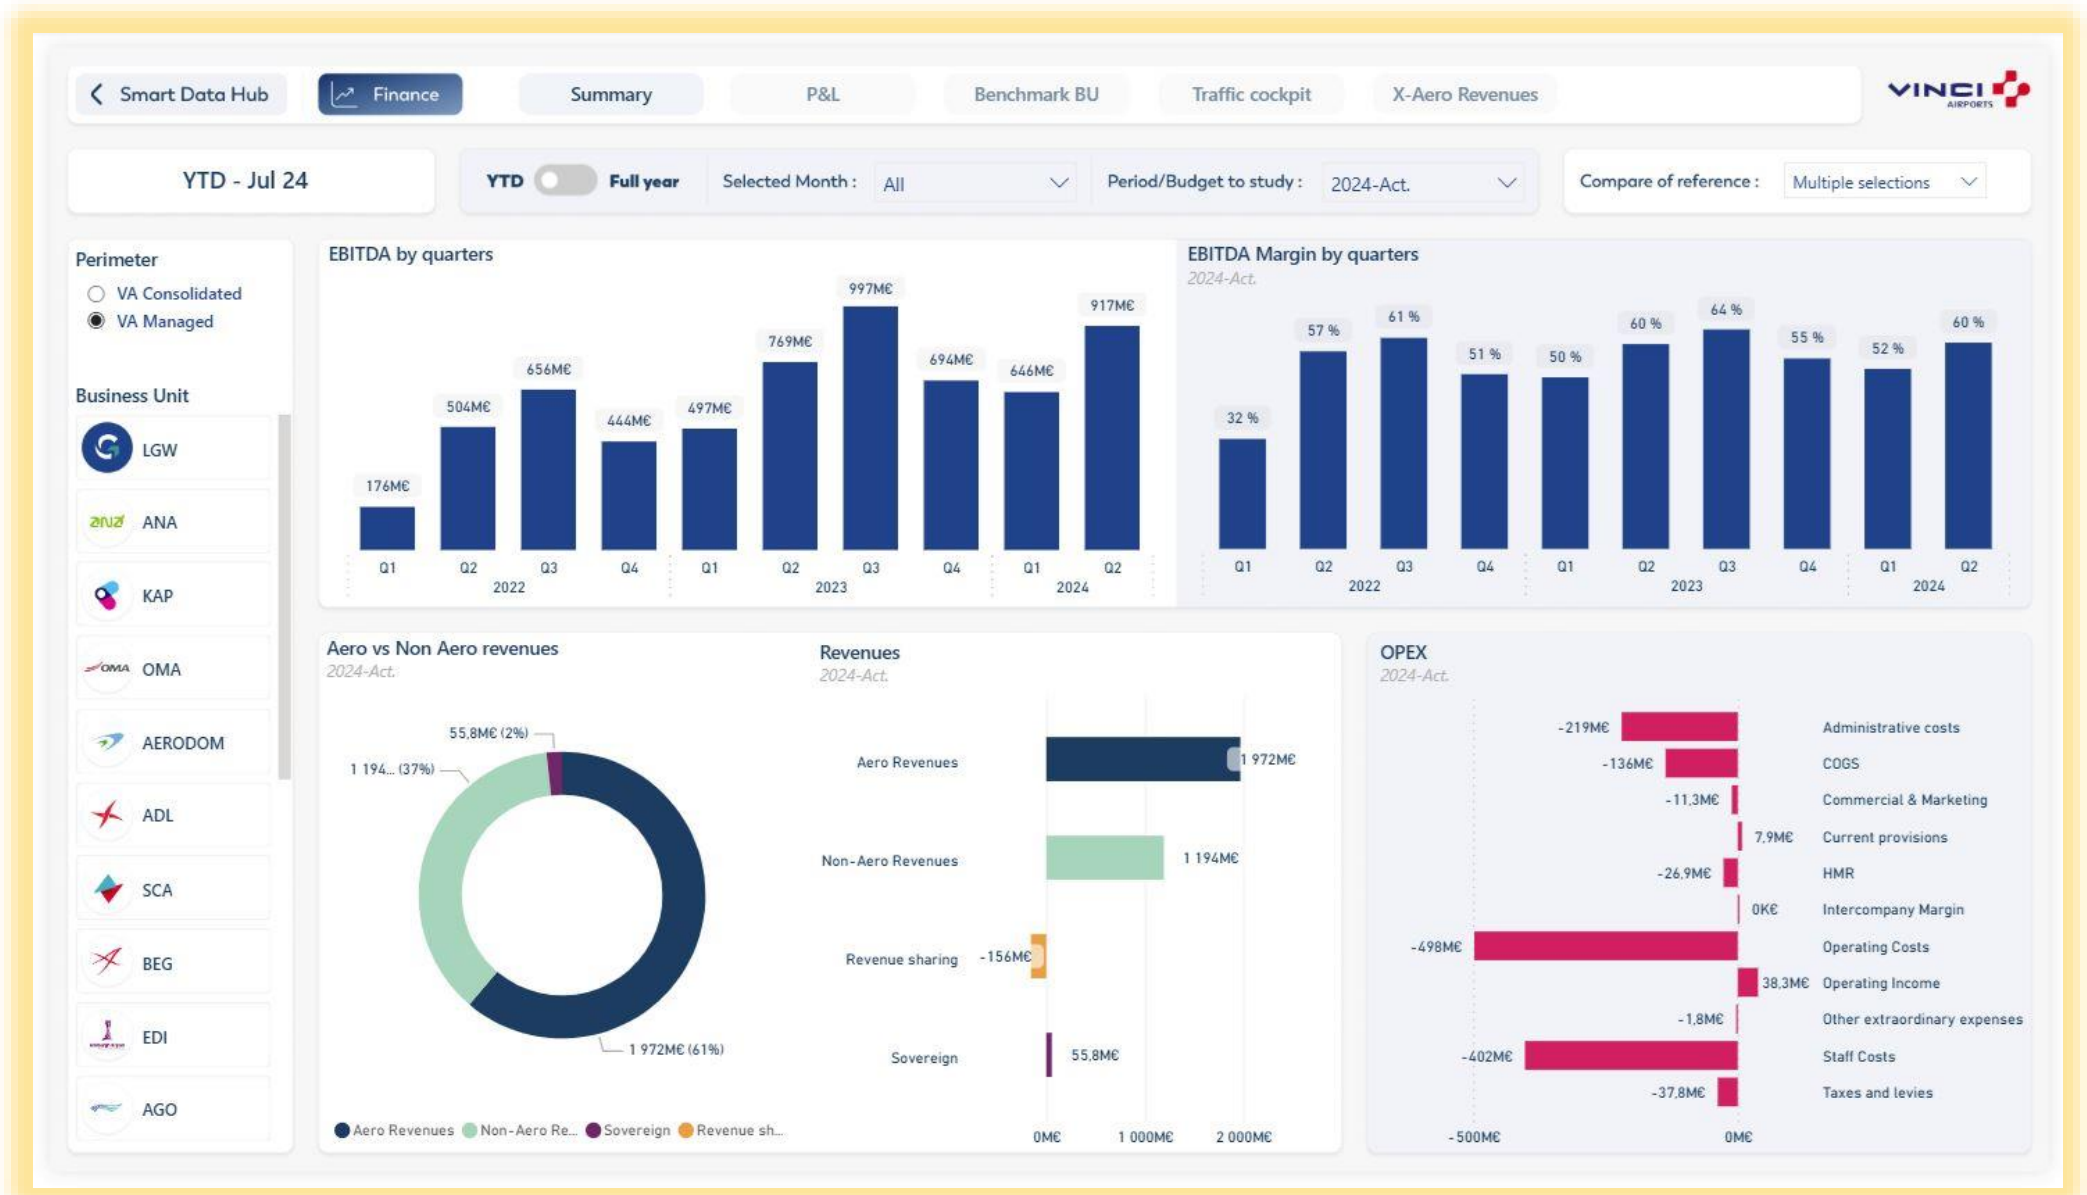 Smart Data Hub
Finance
Summary
P&L
Benchmark BU
Traffic cockpit
X-Aero Revenues
VINCI
AIRPORTS
YTD - Jul 24
YTD
Full year
Selected Month :
All
Period/Budget to study :
2024-Act.
Compare of reference :
Multiple selections
Perimeter
VA Consolidated
VA Managed
Business Unit
LGW
ana
ANA
KAP
OMA
OMA
AERODOM
ADL
SCA
BEG
EDI
AGO
EBITDA by quarters
176M€
504M€
656M€
444M€
497M€
769M€
997M€
694M€
646M€
917M€
Q1 Q2 Q3 Q4 Q1 Q2 Q3 Q4 Q1 Q2
2022 2023 2024
EBITDA Margin by quarters
2024-Act.
32 %
57 %
61 %
51 %
50 %
60 %
64 %
55 %
52 %
60 %
Q1 Q2 Q3 Q4 Q1 Q2 Q3 Q4 Q1 Q2
2022 2023 2024
Aero vs Non Aero revenues
2024-Act.
55,8M€ (2%)
1 194... (37%)
1 972M€ (61%)
Aero Revenues Non-Aero Re... Sovereign Revenue sh...
Revenues
2024-Act.
Aero Revenues 1 972M€
Non-Aero Revenues 1 194M€
Revenue sharing -156M€
Sovereign 55,8M€
0M€ 1 000M€ 2 000M€
OPEX
2024-Act.
-219M€ Administrative costs
-136M€ COGS
-11,3M€ Commercial & Marketing
7,9M€ Current provisions
-26,9M€ HMR
0K€ Intercompany Margin
-498M€ Operating Costs
38,3M€ Operating Income
-1,8M€ Other extraordinary expenses
-402M€ Staff Costs
-37,8M€ Taxes and levies
-500M€ 0M€